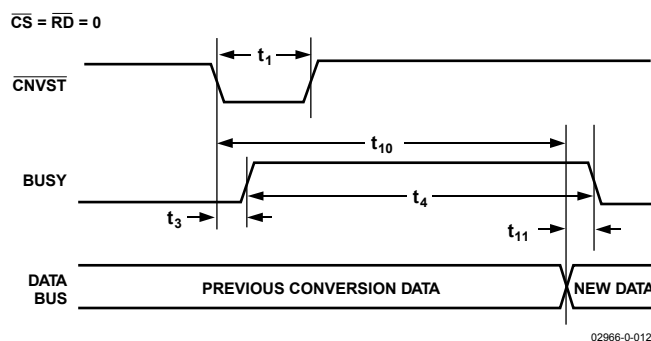 CS = RD = 0
t1
CNVST
t10
BUSY
t4
t3
t11
DATA
BUS
PREVIOUS CONVERSION DATA
NEW DATA
02966-0-012